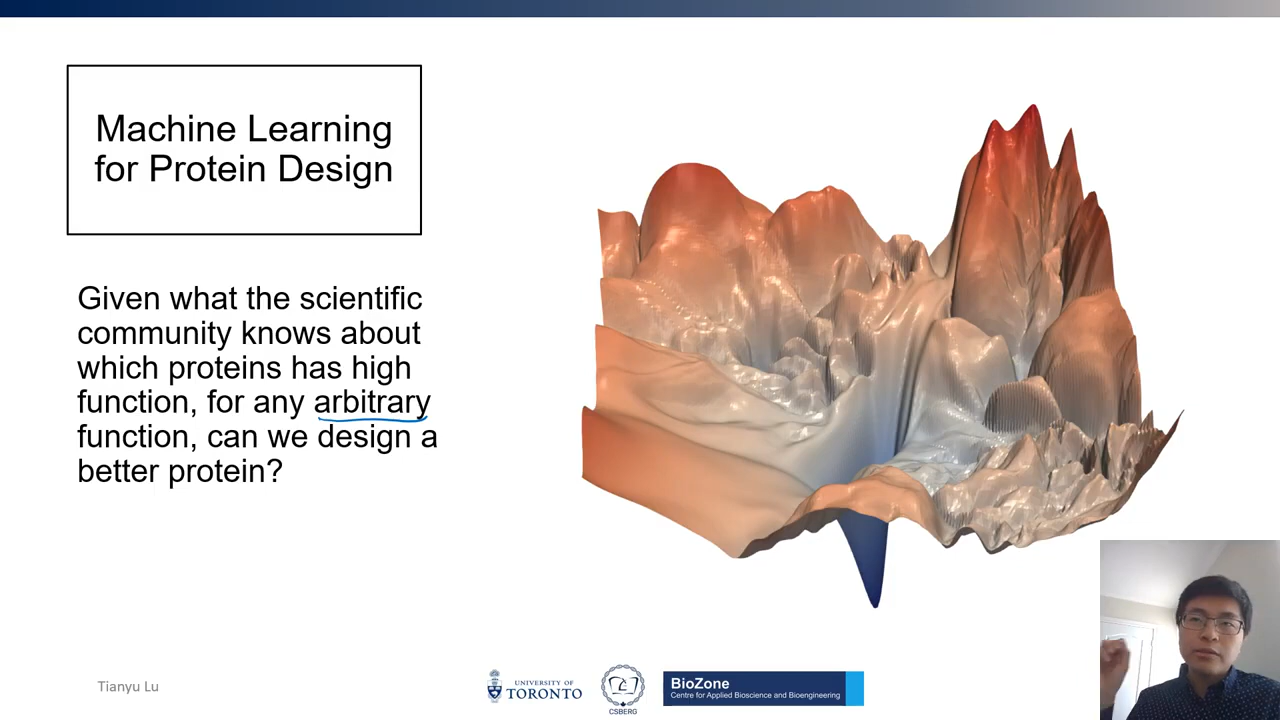 Machine Learning
for Protein Design
Given what the scientific
community knows about
which proteins has high
function, for any arbitrary
function, can we design a
better protein?
Tianyu Lu
UNIVERSITY OF
TORONTO
CSBERG
BioZone
Centre for Applied Bioscience and Bioengineering